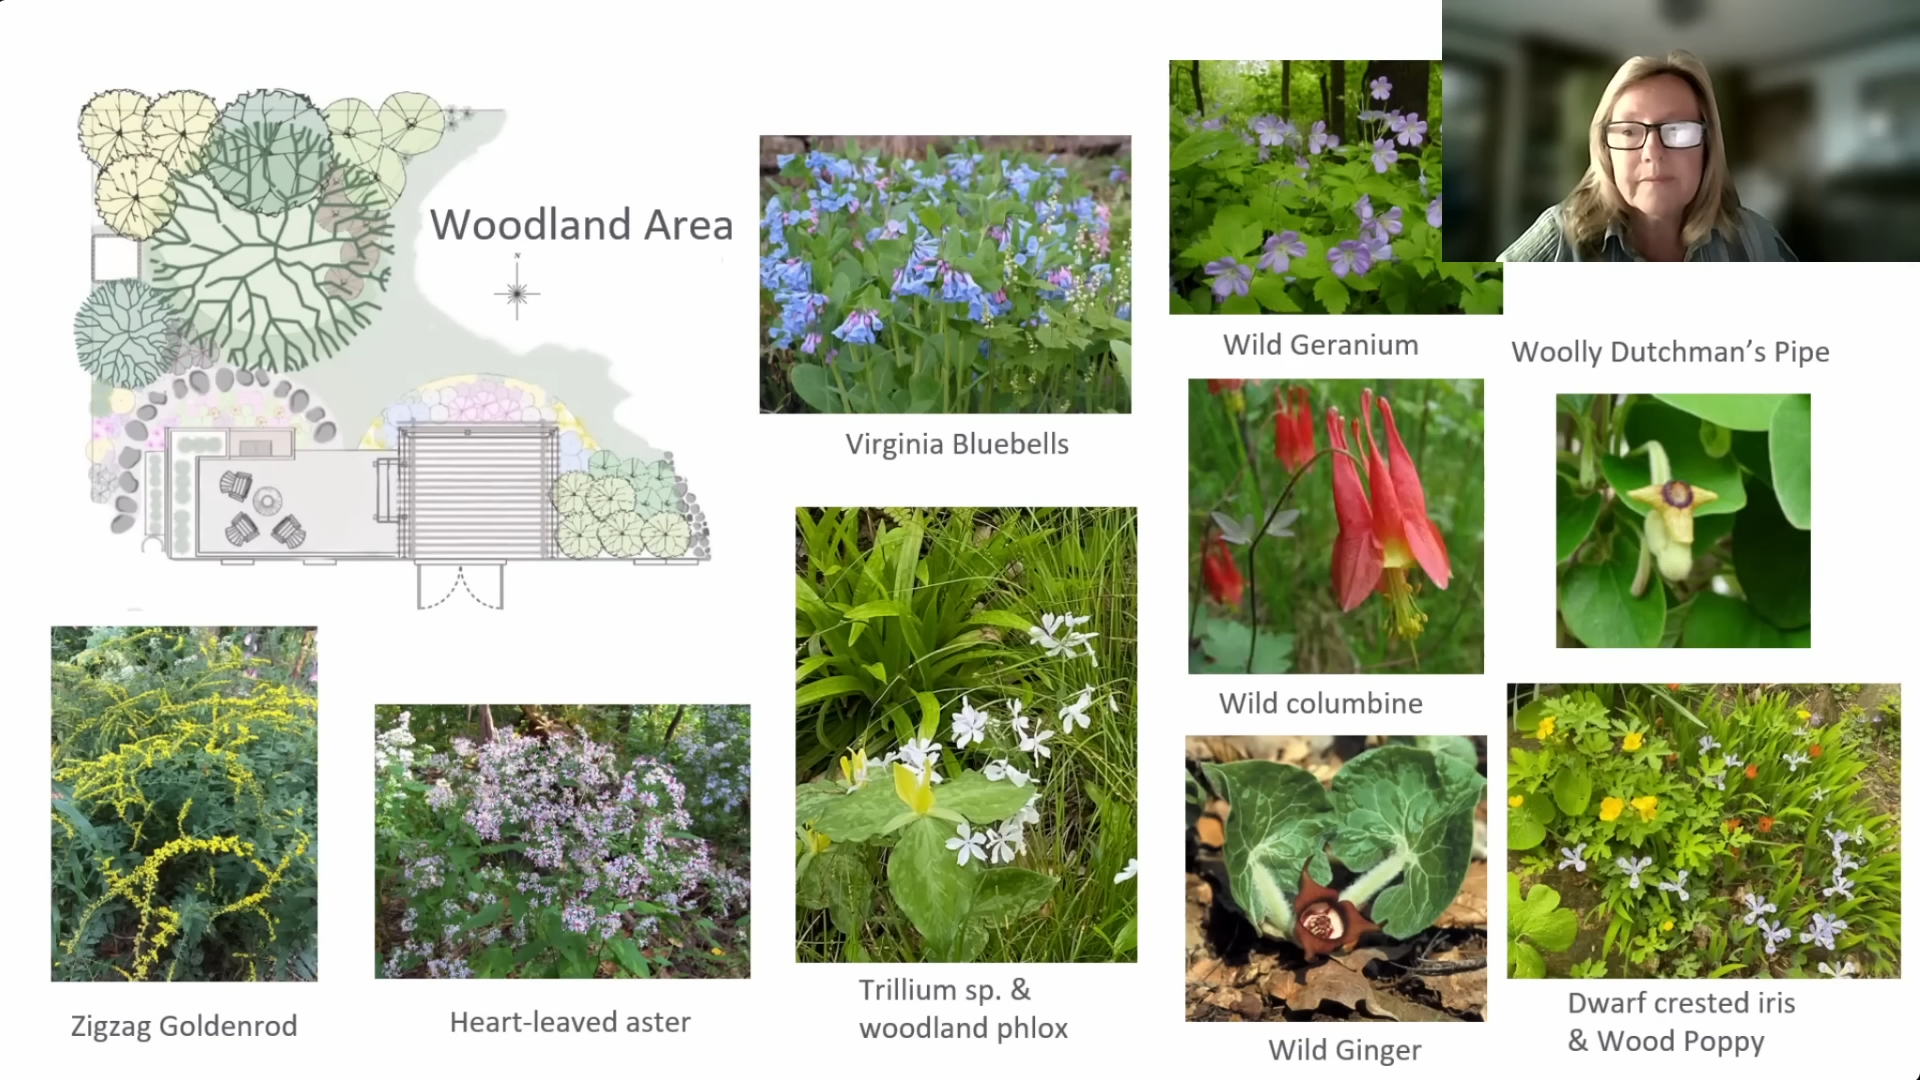 Woodland Area
N
Virginia Bluebells
Wild Geranium
Woolly Dutchman’s Pipe
Wild columbine
Zigzag Goldenrod
Heart-leaved aster
Trillium sp. &
woodland phlox
Wild Ginger
Dwarf crested iris
& Wood Poppy